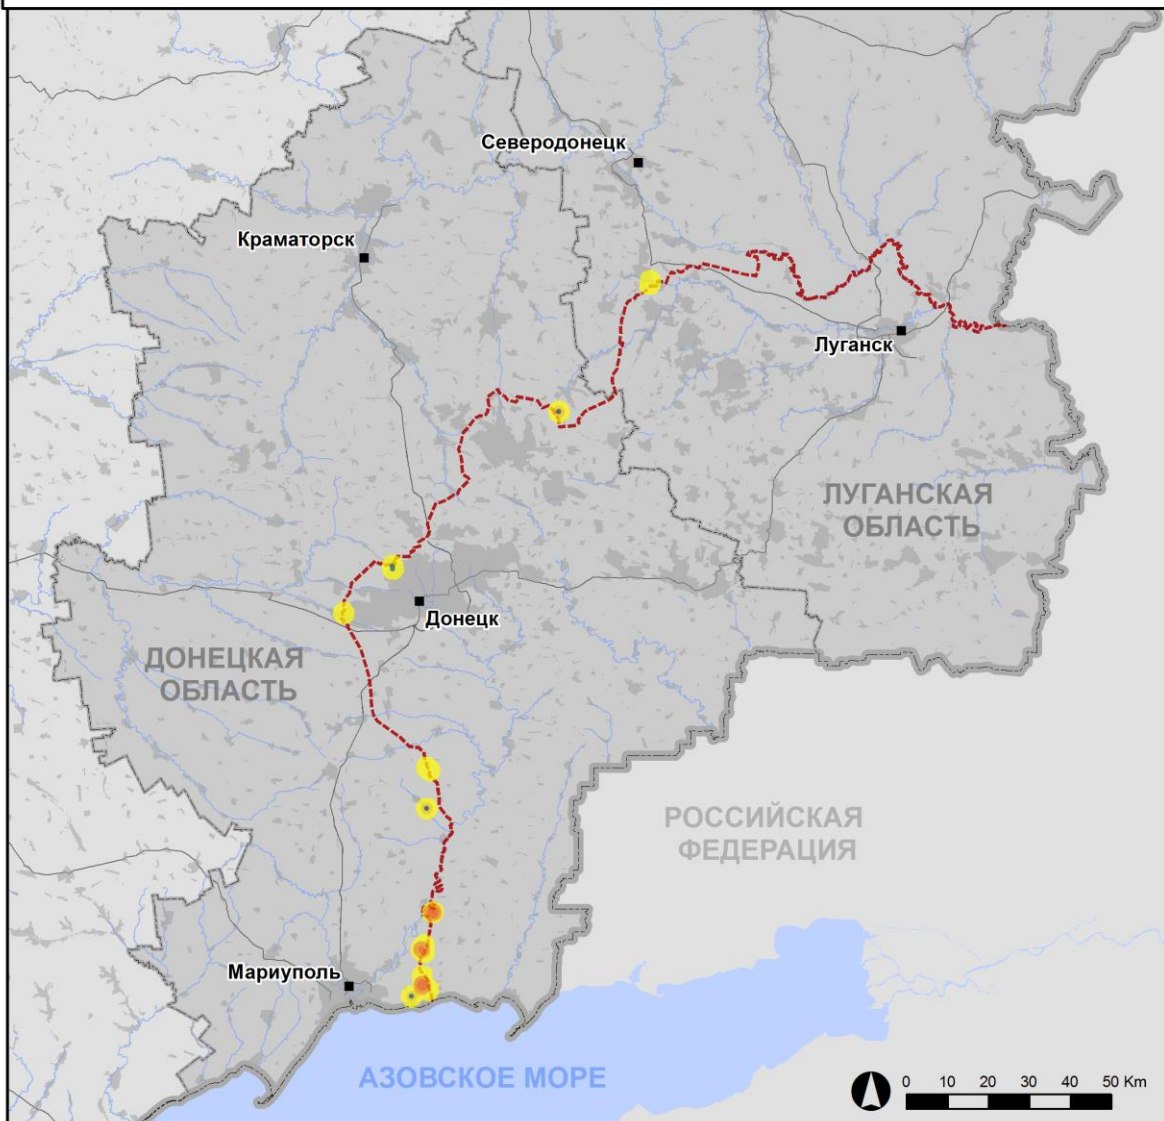 Северодонецк
Краматорск
Луганск
ЛУГАНСКАЯ
ОБЛАСТЬ
Донецк
ДОНЕЦКАЯ
ОБЛАСТЬ
РОССИЙСКАЯ
ФЕДЕРАЦИЯ
Мариуполь
АЗОВСКОЕ МОРЕ
0 10 20 30 40 50 Km